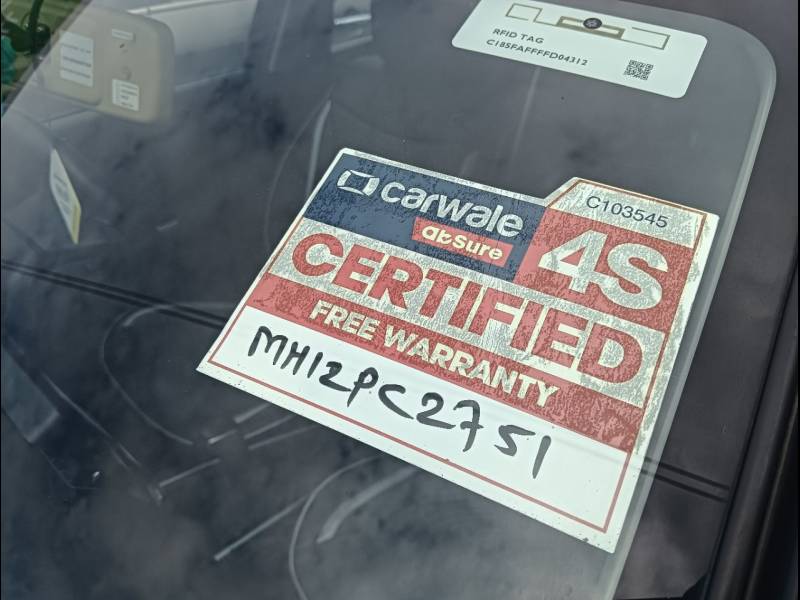 RFID TAG
C185FAFFFFD04312
C103545
carwale
absure
4S
CERTIFIED
FREE WARRANTY
MH12PC2751